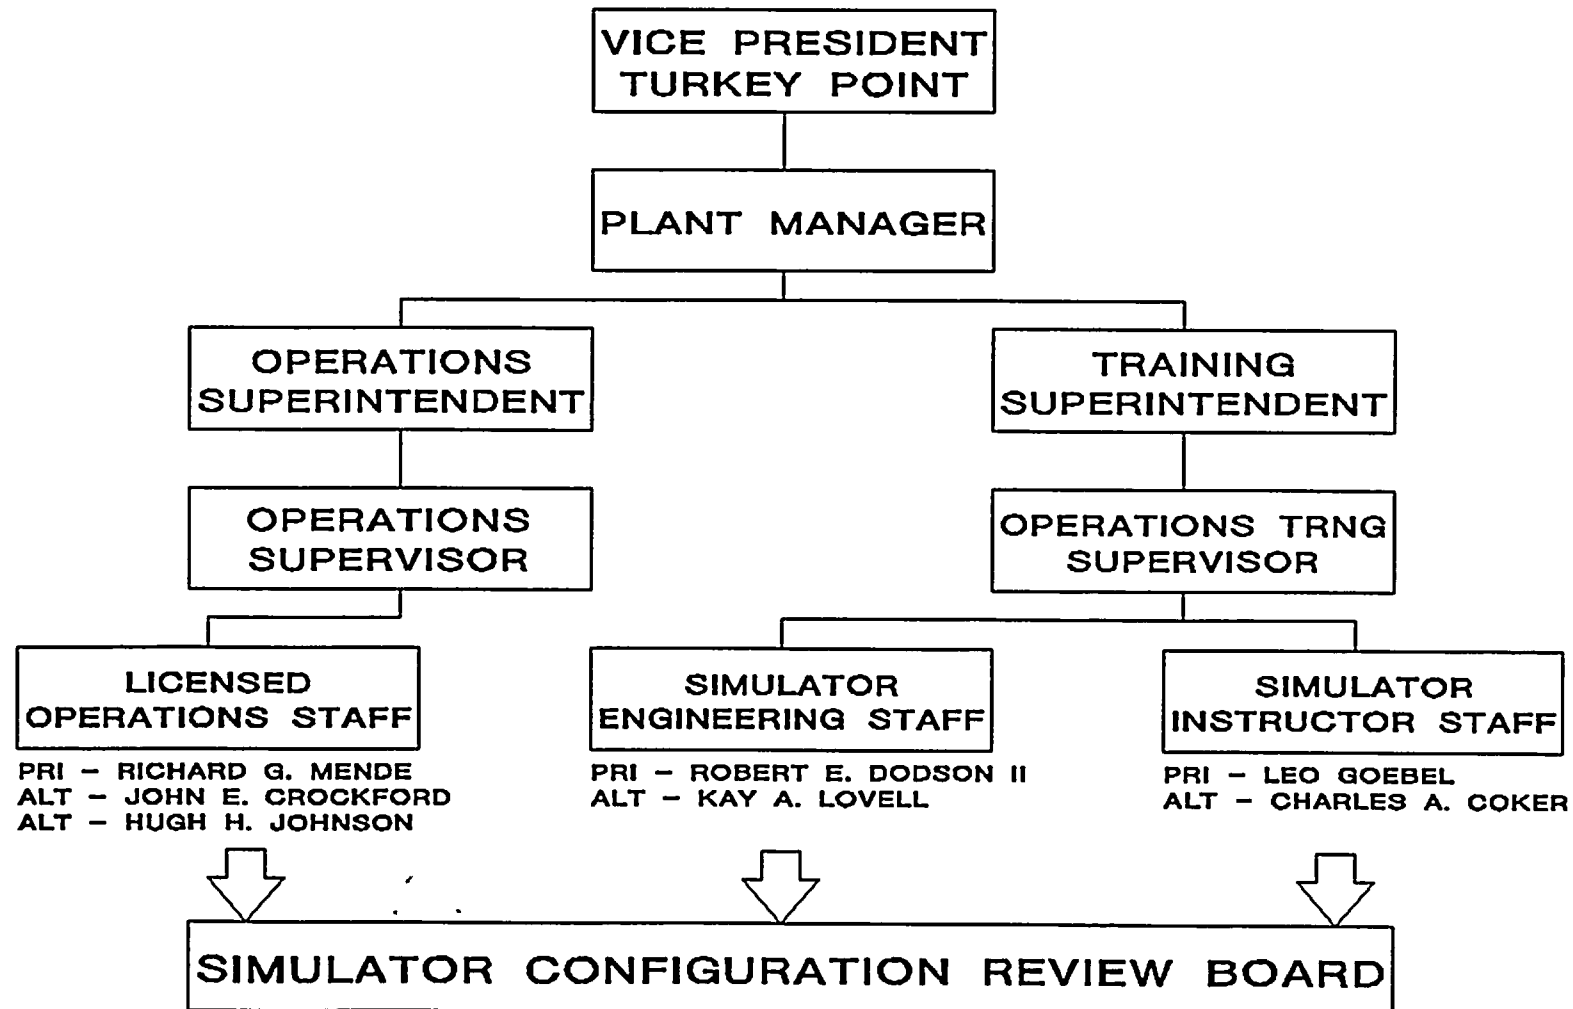 VICE PRESIDENT
TURKEY POINT
PLANT MANAGER
OPERATIONS
SUPERINTENDENT
TRAINING
SUPERINTENDENT
OPERATIONS
SUPERVISOR
OPERATIONS TRNG
SUPERVISOR
LICENSED
OPERATIONS STAFF
PRI – RICHARD G. MENDE
ALT – JOHN E. CROCKFORD
ALT – HUGH H. JOHNSON
SIMULATOR
ENGINEERING STAFF
PRI – ROBERT E. DODSON II
ALT – KAY A. LOVELL
SIMULATOR
INSTRUCTOR STAFF
PRI – LEO GOEBEL
ALT – CHARLES A. COKER
SIMULATOR CONFIGURATION REVIEW BOARD